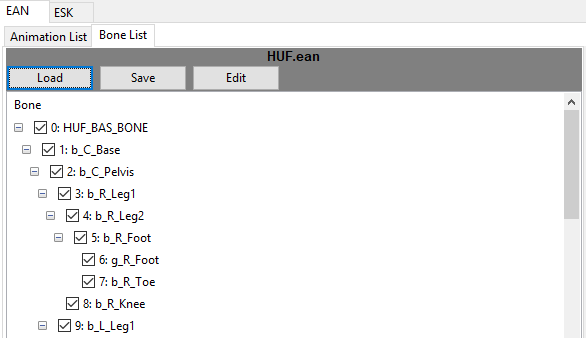 EAN ESK
Animation List Bone List
HUF.ean
Load Save Edit
Bone
0: HUF_BAS_BONE
1: b_C_Base
2: b_C_Pelvis
3: b_R_Leg1
4: b_R_Leg2
5: b_R_Foot
6: g_R_Foot
7: b_R_Toe
8: b_R_Knee
9: b_L_Leg1